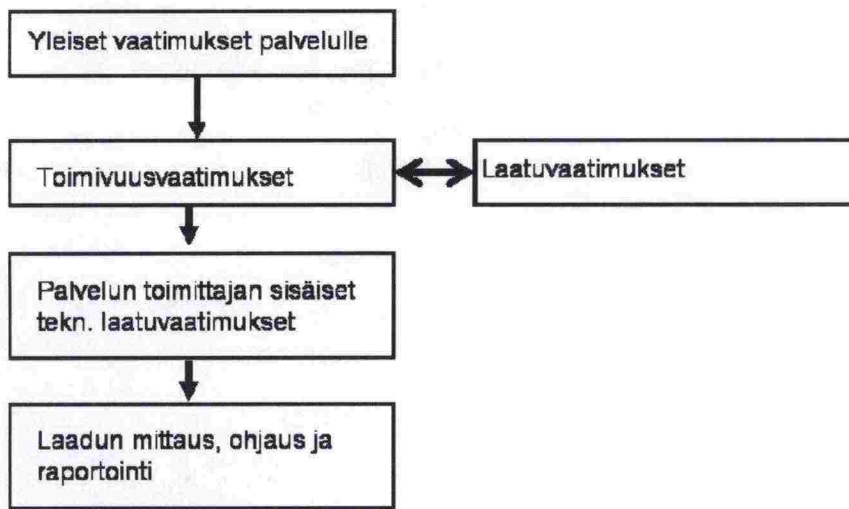 Yleiset vaatimukset palvelulle
Toimivuusvaatimukset
Laatuvaatimukset
Palvelun toimittajan sisäiset
tekn. laatuvaatimukset
Laadun mittaus, ohjaus ja
raportointi